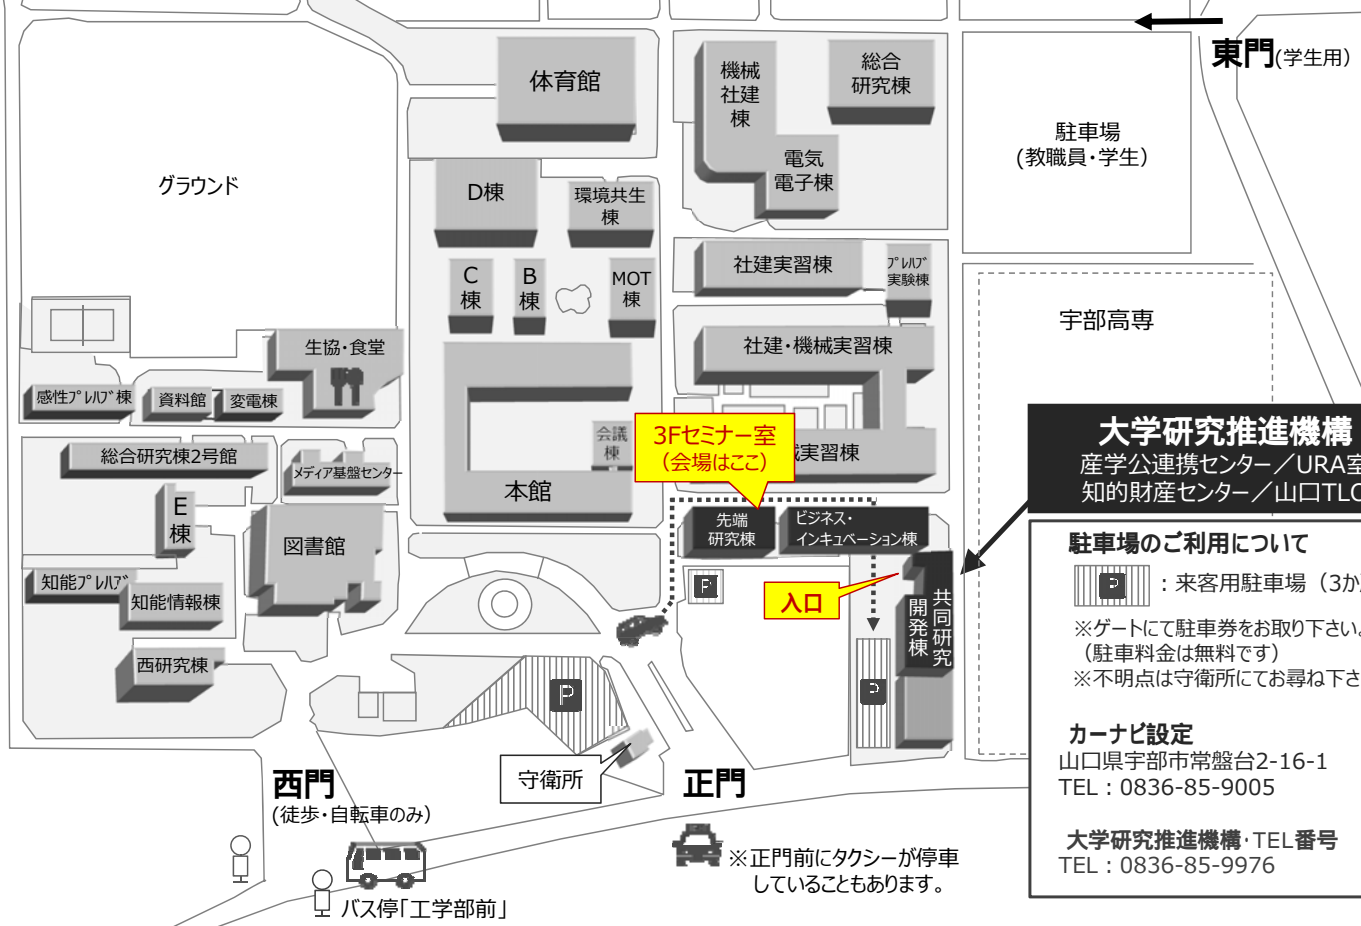 東門(学生用)
体育館
機械
社建
棟
総合
研究棟
電気
電子棟
駐車場
(教職員・学生)
グラウンド
D棟
環境共生
棟
C
棟
B
棟
MOT
棟
社建実習棟
プレハブ
実験棟
宇部高専
生協・食堂
社建・機械実習棟
感性プレハブ棟
資料館
変電棟
会議
棟
3Fセミナー室
(会場はここ)
実習棟
大学研究推進機構
産学公連携センター/URA室
知的財産センター/山口TLO
総合研究棟2号館
メディア基盤センター
本館
E
棟
図書館
先端
研究棟
ビジネス・
インキュベーション棟
知能プレハブ
知能情報棟
P
入口
共同研究
開発棟
西研究棟
P
P
駐車場のご利用について
P
:来客用駐車場(3か
※ゲートにて駐車券をお取り下さい。
(駐車料金は無料です)
※不明点は守衛所にてお尋ね下さ
カーナビ設定
山口県宇部市常盤台2-16-1
TEL:0836-85-9005
大学研究推進機構・TEL番号
TEL:0836-85-9976
守衛所
西門
(徒歩・自転車のみ)
正門
※正門前にタクシーが停車
していることもあります。
バス停「工学部前」